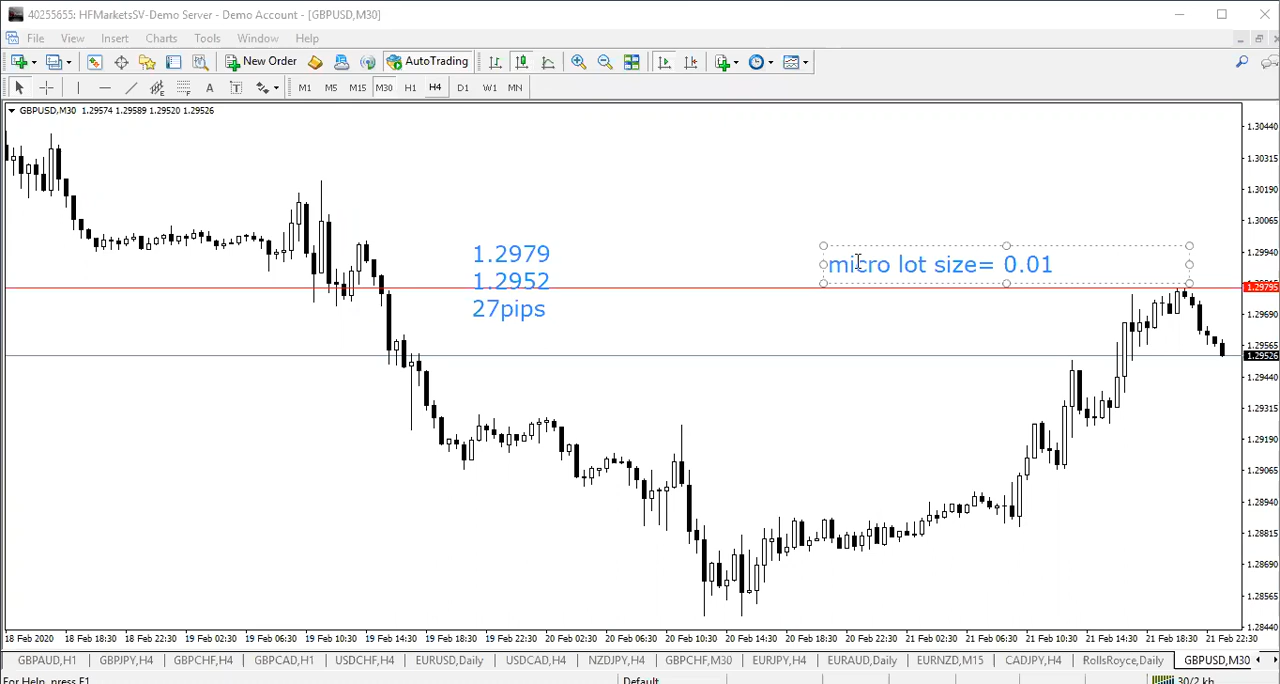 40255655: HFMarketsSV-Demo Server - Demo Account - [GBPUSD,M30]
File View Insert Charts Tools Window Help
New Order AutoTrading
A T M1 M5 M15 M30 H1 H4 D1 W1 MN
GBPUSD,M30 1.29574 1.29589 1.29520 1.29526
1.30440
1.30315
1.30190
1.30065
1.29940
1.29795
1.29690
1.29565
1.29526
1.29440
1.29315
1.29190
1.29065
1.28940
1.28815
1.28690
1.28565
1.28440
1.2979
1.2952
27pips
micro lot size= 0.01
18 Feb 2020 18 Feb 18:30 18 Feb 22:30 19 Feb 02:30 19 Feb 06:30 19 Feb 10:30 19 Feb 14:30 19 Feb 18:30 19 Feb 22:30 20 Feb 02:30 20 Feb 06:30 20 Feb 10:30 20 Feb 14:30 20 Feb 18:30 20 Feb 22:30 21 Feb 02:30 21 Feb 06:30 21 Feb 10:30 21 Feb 14:30 21 Feb 18:30 21 Feb 22:30
GBPAUD,H1 GBPJPY,H4 GBPCHF,H4 GBPCAD,H1 USDCHF,H4 EURUSD,Daily USDCAD,H4 NZDJPY,H4 GBPCHF,M30 EURJPY,H4 EURAUD,Daily EURNZD,M15 CADJPY,H4 RollsRoyce,Daily GBPUSD,M30
For Help, press F1 Default 30/2 kb